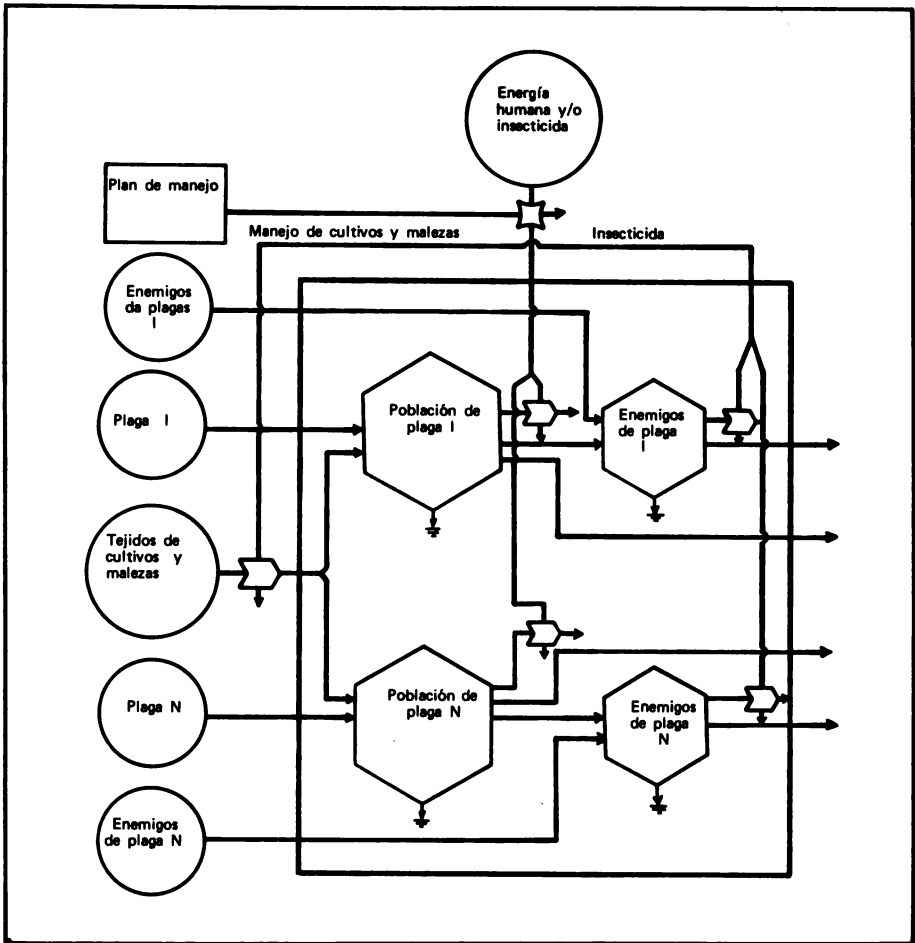 Energía
humana y/o
insecticida
Plan de manejo
Manejo de cultivos y malezas
Insecticida
Enemigos
da plagas
I
Plaga I
Población de
plaga I
Enemigos
de plaga
I
Tejidos de
cultivos y
malezas
Plaga N
Población de
plaga N
Enemigos
de plaga
N
Enemigos
de plaga N